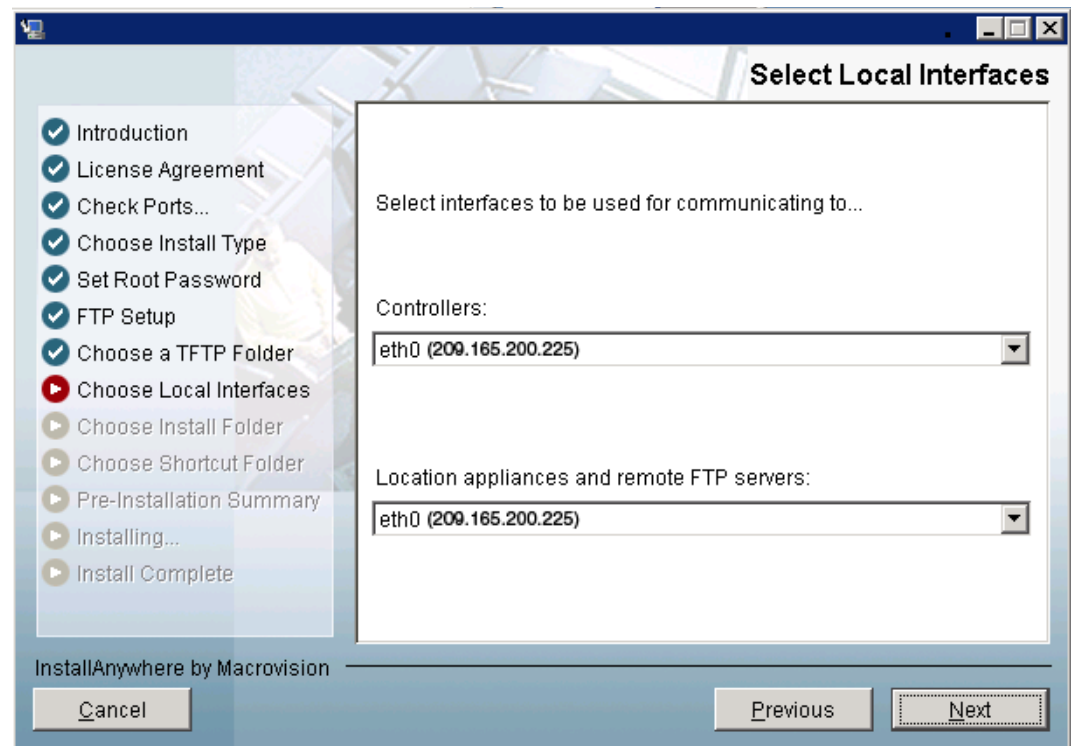 Select Local Interfaces
Introduction
License Agreement
Check Ports...
Choose Install Type
Set Root Password
FTP Setup
Choose a TFTP Folder
Choose Local Interfaces
Choose Install Folder
Choose Shortcut Folder
Pre-Installation Summary
Installing...
Install Complete
Select interfaces to be used for communicating to...
Controllers:
eth0 (209.165.200.225)
Location appliances and remote FTP servers:
eth0 (209.165.200.225)
InstallAnywhere by Macrovision
Cancel
Previous
Next